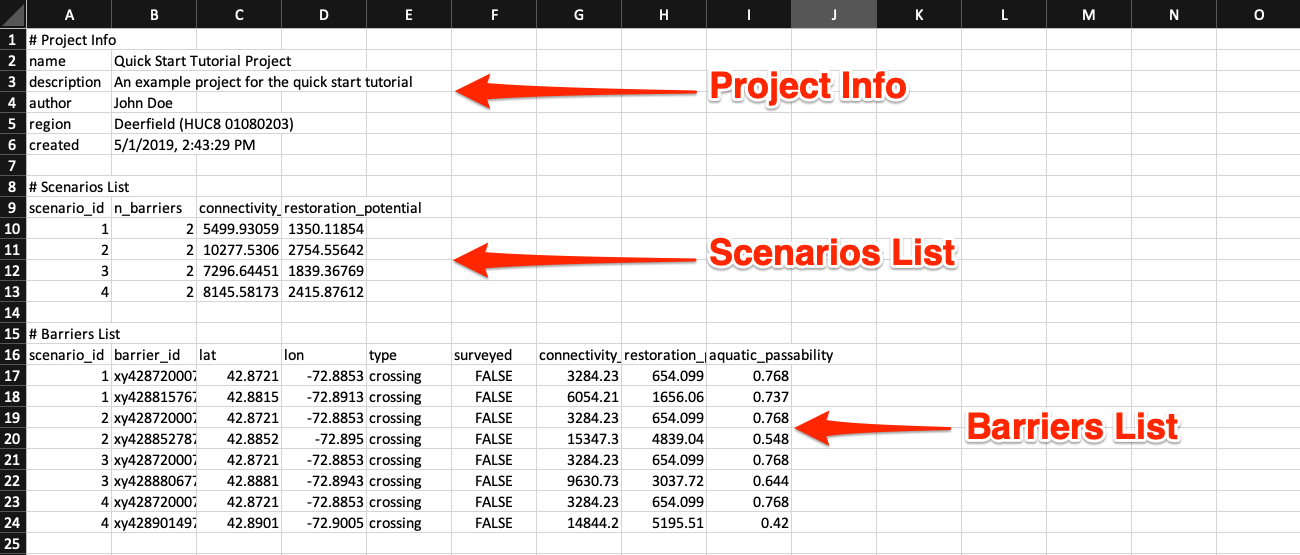 A B C D E F G H I J K L M N O
1 # Project Info
2 name Quick Start Tutorial Project
3 description An example project for the quick start tutorial
Project Info
4 author John Doe
5 region Deerfield (HUC8 01080203)
6 created 5/1/2019, 2:43:29 PM
7
8 # Scenarios List
9 scenario_id n_barriers connectivity_ restoration_potential
10 1 2 5499.93059 1350.11854
11 2 2 10277.5306 2754.55642
Scenarios List
12 3 2 7296.64451 1839.36769
13 4 2 8145.58173 2415.87612
14
15 # Barriers List
16 scenario_id barrier_id lat lon type surveyed connectivity_ restoration_ aquatic_passability
17 1 xy42872007 42.8721 -72.8853 crossing FALSE 3284.23 654.099 0.768
18 1 xy42881576 42.8815 -72.8913 crossing FALSE 6054.21 1656.06 0.737
19 2 xy42872007 42.8721 -72.8853 crossing FALSE 3284.23 654.099 0.768
Barriers List
20 2 xy42885278 42.8852 -72.895 crossing FALSE 15347.3 4839.04 0.548
21 3 xy42872007 42.8721 -72.8853 crossing FALSE 3284.23 654.099 0.768
22 3 xy42888067 42.8881 -72.8943 crossing FALSE 9630.73 3037.72 0.644
23 4 xy42872007 42.8721 -72.8853 crossing FALSE 3284.23 654.099 0.768
24 4 xy42890149 42.8901 -72.9005 crossing FALSE 14844.2 5195.51 0.42
25